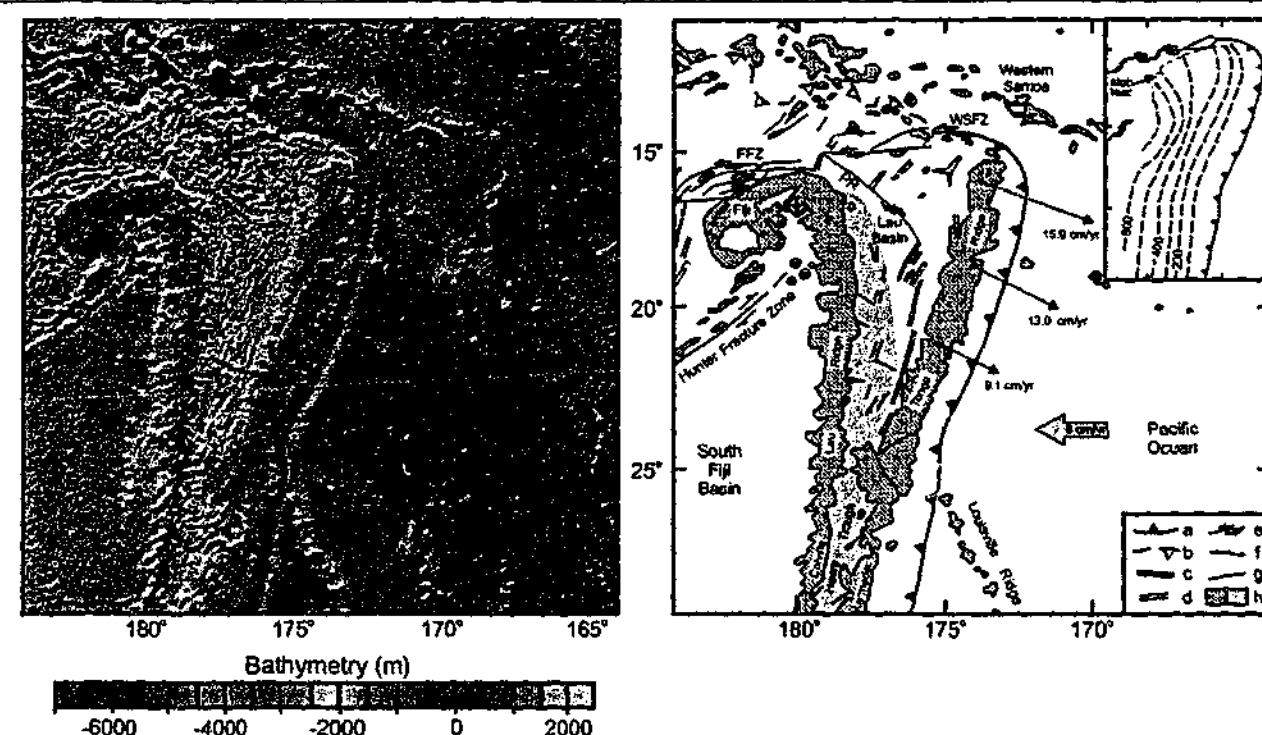 180°
175°
170°
165°
Bathymetry (m)
-6000
-4000
-2000
0
2000
15°
20°
25°
180°
175°
170°
Western
Samoa
WSFZ
FFZ
Fiji
Lau
Basin
15.9 cm/yr
13.0 cm/yr
9.1 cm/yr
Hunter Fracture Zone
Pacific
Ocean
South
Fiji
Basin
Lau
Ridge
Louisville
Ridge
a
b
c
d
e
f
g
h